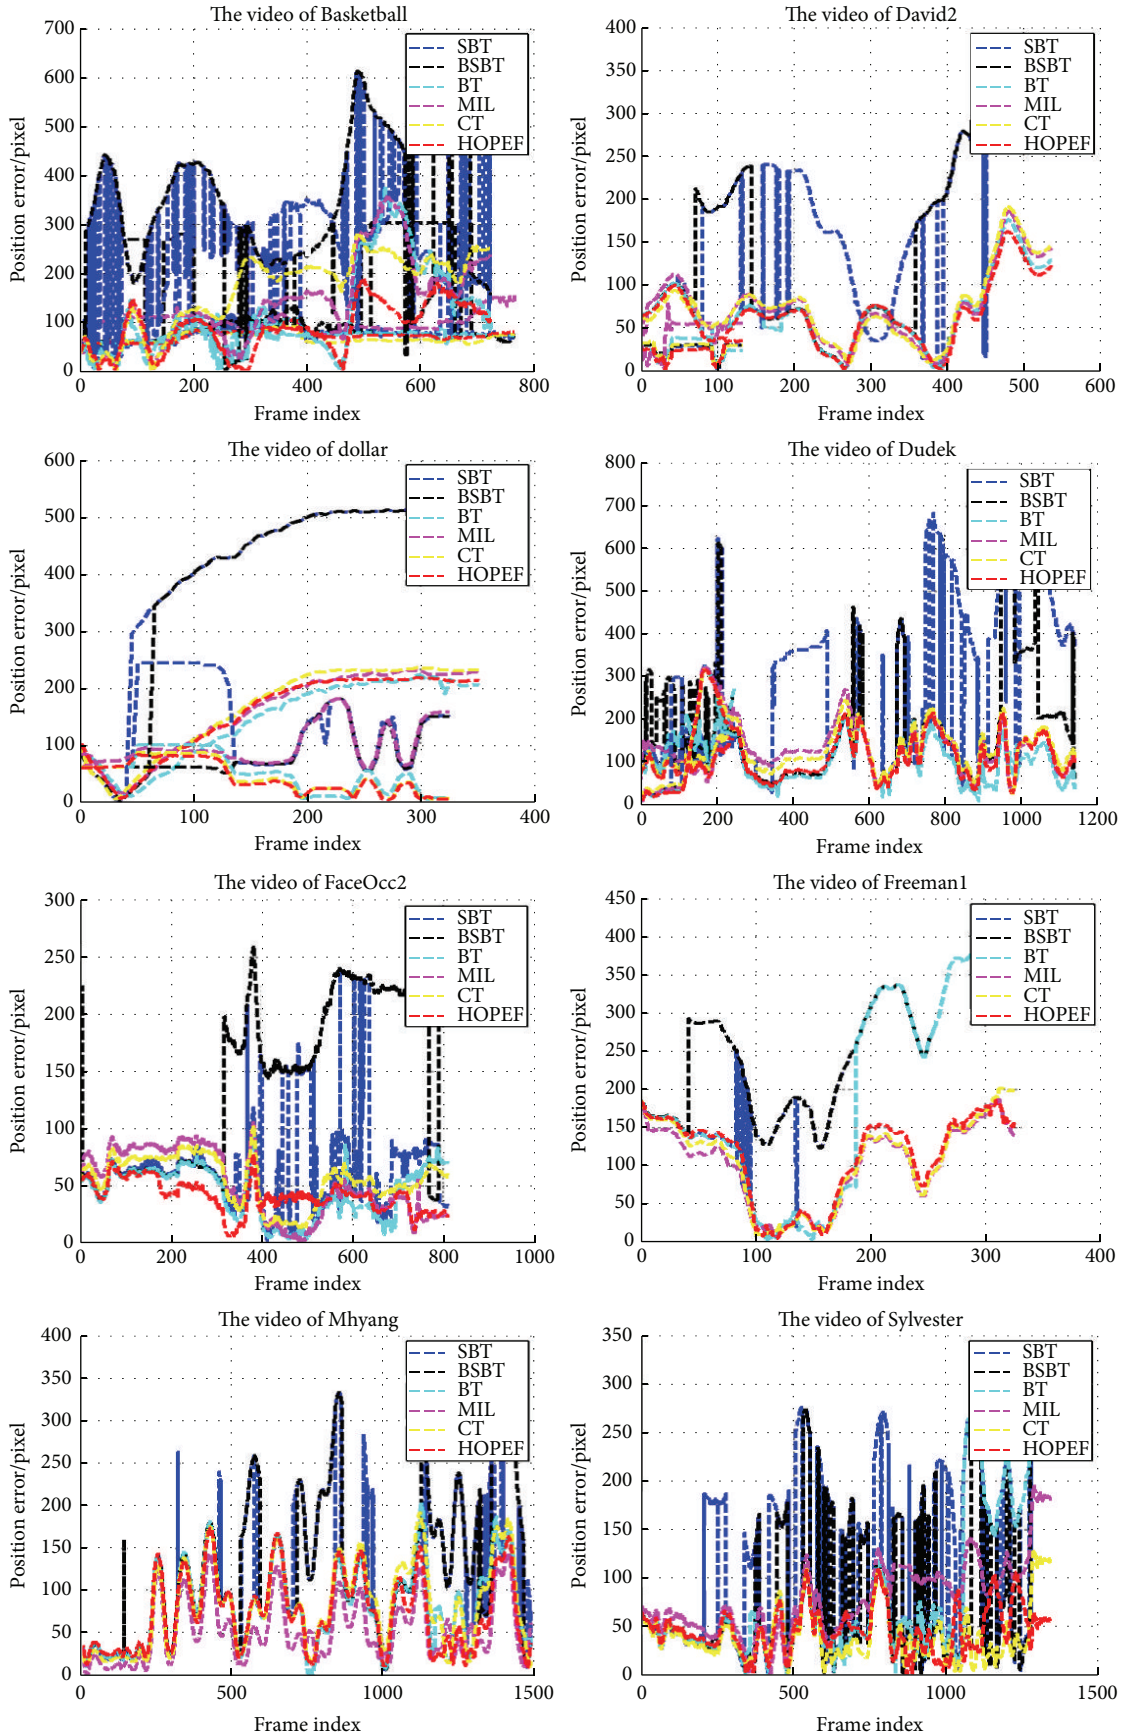 The video of Basketball
Position error/pixel
700
600
500
400
300
200
100
0
0 200 400 600 800
Frame index
SBT
BSBT
BT
MIL
CT
HOPEF
The video of David2
Position error/pixel
400
350
300
250
200
150
100
50
0
0 100 200 300 400 500 600
Frame index
SBT
BSBT
BT
MIL
CT
HOPEF
The video of dollar
Position error/pixel
600
500
400
300
200
100
0
0 100 200 300 400
Frame index
SBT
BSBT
BT
MIL
CT
HOPEF
The video of Dudek
Position error/pixel
800
700
600
500
400
300
200
100
0
0 200 400 600 800 1000 1200
Frame index
SBT
BSBT
BT
MIL
CT
HOPEF
The video of FaceOcc2
Position error/pixel
300
250
200
150
100
50
0
0 200 400 600 800 1000
Frame index
SBT
BSBT
BT
MIL
CT
HOPEF
The video of Freeman1
Position error/pixel
450
400
350
300
250
200
150
100
50
0
0 100 200 300 400
Frame index
SBT
BSBT
BT
MIL
CT
HOPEF
The video of Mhyang
Position error/pixel
400
350
300
250
200
150
100
50
0
0 500 1000 1500
Frame index
SBT
BSBT
BT
MIL
CT
HOPEF
The video of Sylvester
Position error/pixel
350
300
250
200
150
100
50
0
0 500 1000 1500
Frame index
SBT
BSBT
BT
MIL
CT
HOPEF